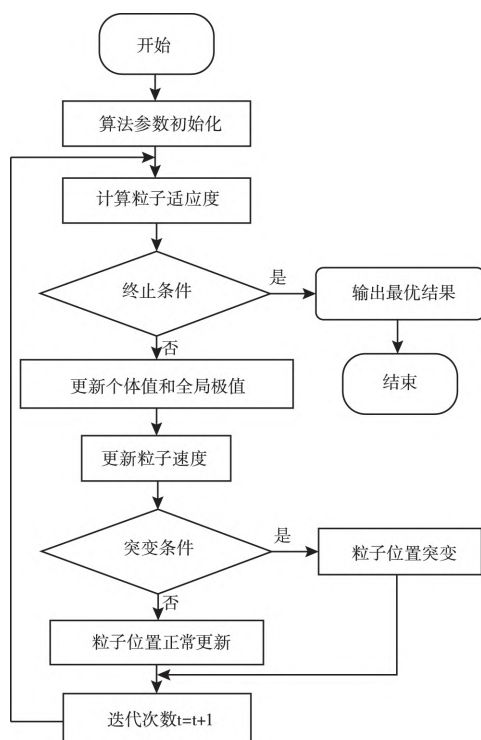 开始
算法参数初始化
计算粒子适应度
终止条件
是
输出最优结果
否
结束
更新个体值和全局极值
更新粒子速度
突变条件
是
粒子位置突变
否
粒子位置正常更新
迭代次数t=t+1